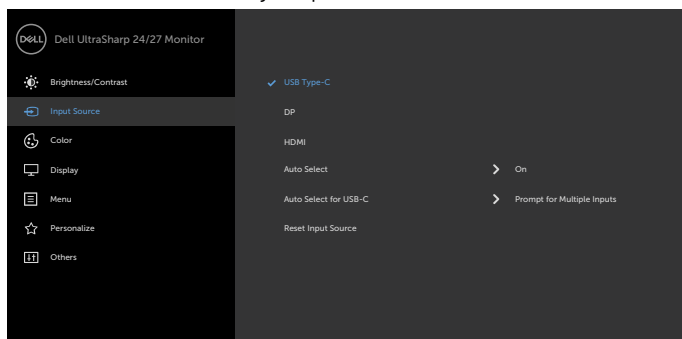 DELL Dell UltraSharp 24/27 Monitor
Brightness/Contrast
USB Type-C
Input Source
DP
Color
HDMI
Display
Auto Select
On
Menu
Auto Select for USB-C
Prompt for Multiple Inputs
Personalize
Reset Input Source
Others